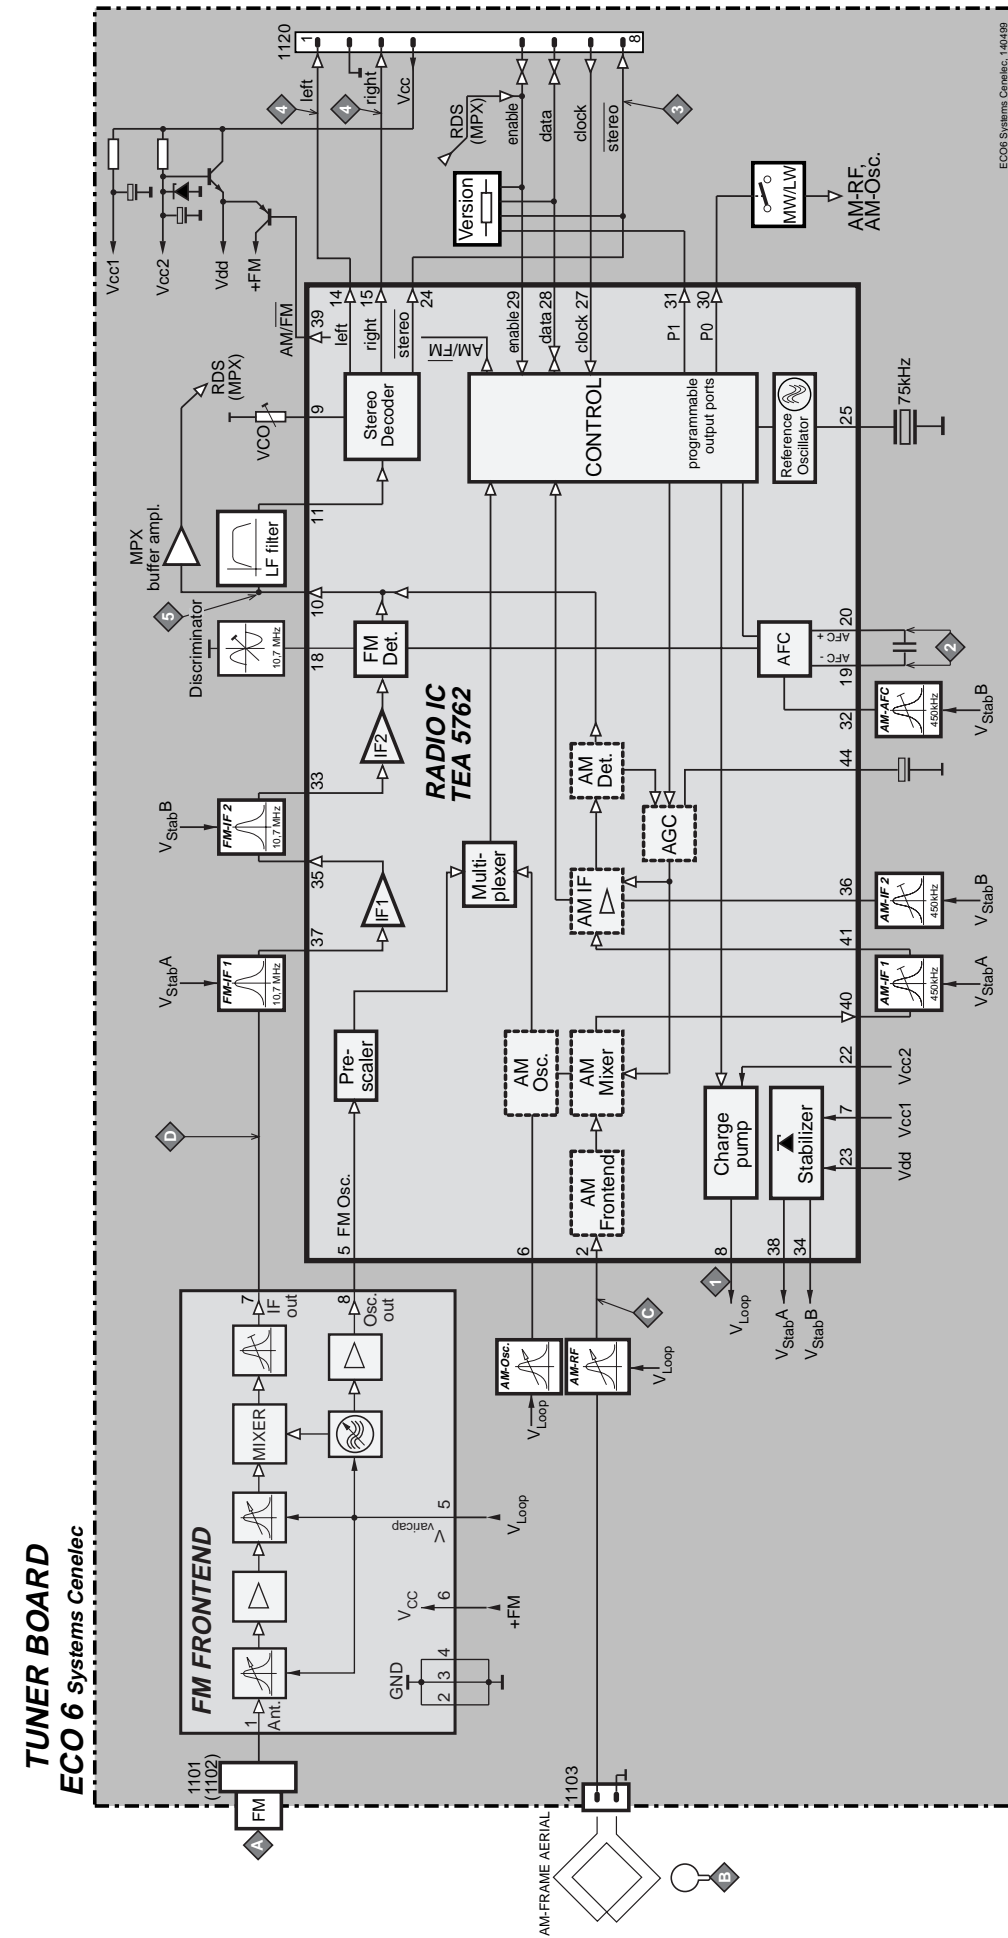 TUNER BOARD
ECO 6 Systems Cenelec
FM
1101
(1102)
A
FM FRONTEND
1
Ant.
MIXER
7
IF
out
8
Osc.
out
GND
2 3 4
VCC
6
+FM
Vvaricap
5
VLoop
AM-FRAME AERIAL
1103
B
D
VStabA
FM-IF 1
10,7 MHz
VStabB
FM-IF 2
10,7 MHz
Discriminator
10,7 MHz
5
MPX
buffer ampl.
LF filter
RDS
(MPX)
VCO
AM/FM
Vcc1
Vcc2
Vdd
+FM
4
4
1120
1
left
right
Vcc
RDS
(MPX)
enable
data
clock
stereo
8
3
Version
MW/LW
AM-RF,
AM-Osc.
RADIO IC
TEA 5762
5 FM Osc.
37
35
33
18
10
11
9
39
14
left
15
right
24
stereo
AM/FM
enable 29
data 28
clock 27
31
P1
30
P0
Pre-
scaler
IF1
IF2
FM
Det.
Stereo
Decoder
Multi-
plexer
CONTROL
programmable
output ports
Reference
Oscillator
25
75kHz
AM
Osc.
AM
Mixer
AM
Frontend
AM IF
AM
Det.
AGC
AFC
AFC +
AFC -
20
19
2
Charge
pump
Stabilizer
6
2
8
38
34
1
VLoop
VStabA
VStabB
AM-Osc.
VLoop
AM-RF
VLoop
C
23
7
22
Vdd
Vcc1
Vcc2
40
41
AM-IF 1
450kHz
VStabA
36
AM-IF 2
450kHz
VStabB
44
32
AM-AFC
450kHz
VStabB
ECO6 Systems Cenelec, 140499